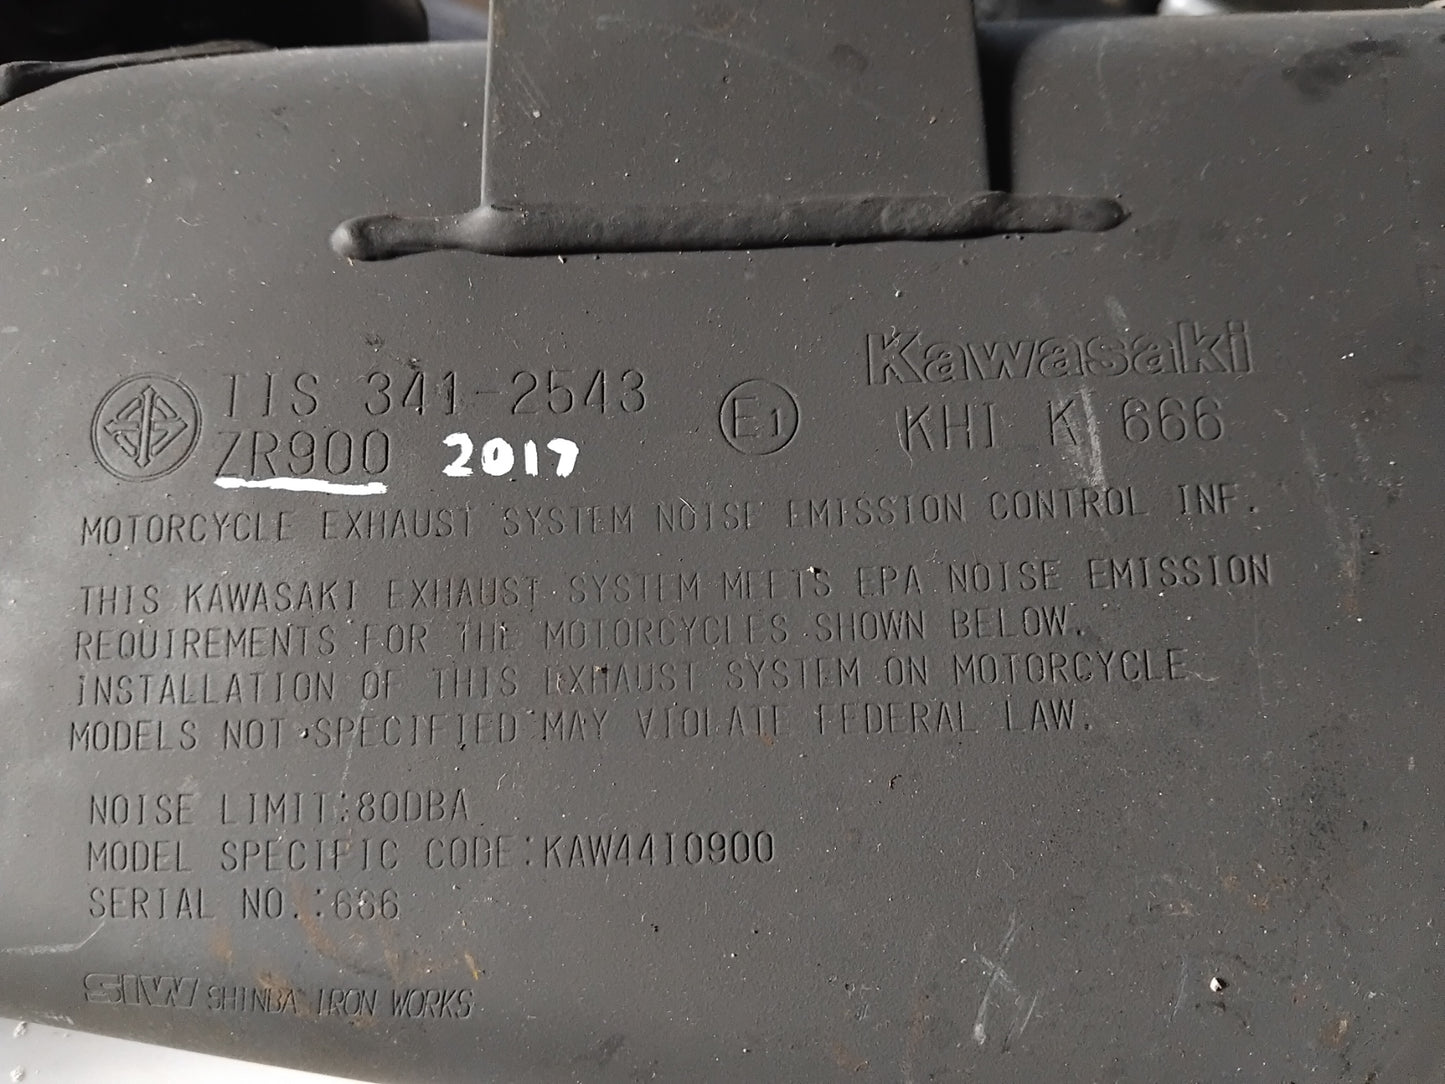 TIS 341-2543
ZR900 2017
E1
Kawasaki
KHI K 666
MOTORCYCLE EXHAUST SYSTEM NOISE EMISSION CONTROL INF.
THIS KAWASAKI EXHAUST SYSTEM MEETS EPA NOISE EMISSION
REQUIREMENTS FOR THE MOTORCYCLES SHOWN BELOW.
INSTALLATION OF THIS EXHAUST SYSTEM ON MOTORCYCLE
MODELS NOT SPECIFIED MAY VIOLATE FEDERAL LAW.
NOISE LIMIT:80DBA
MODEL SPECIFIC CODE:KAW44I0900
SERIAL NO.:666
SIW SHINBA IRON WORKS